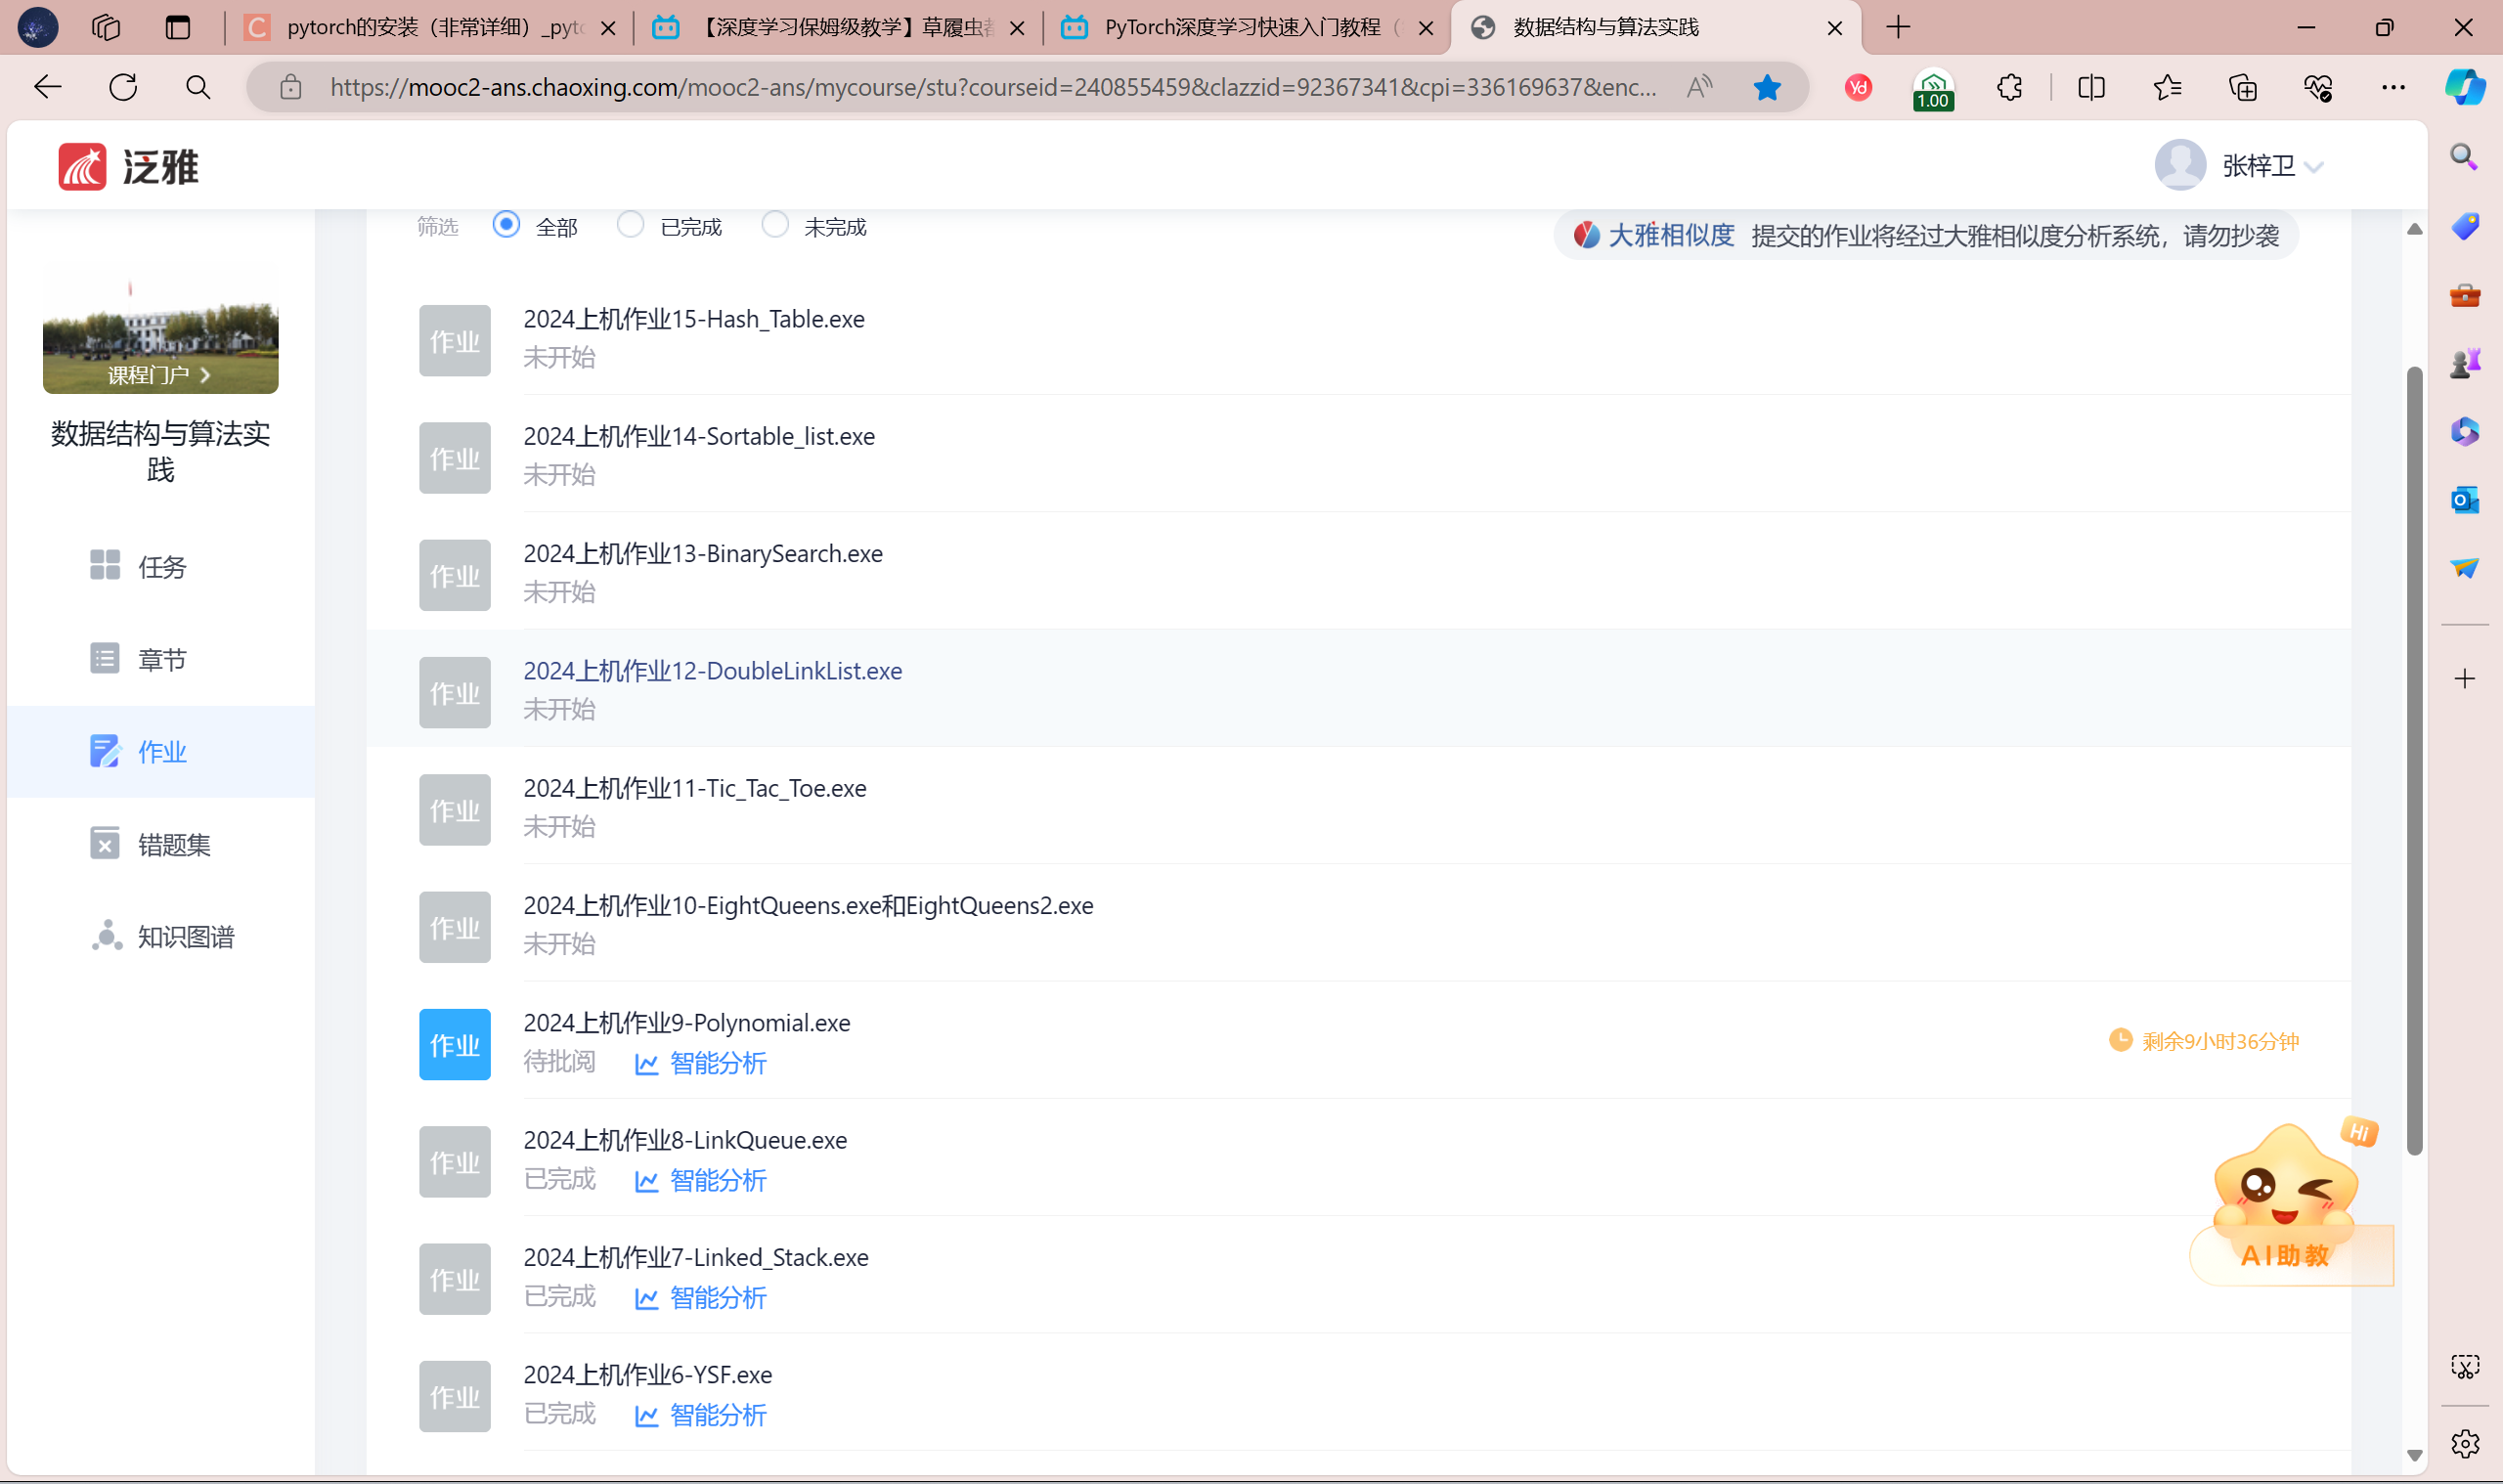 pytorch的安装（非常详细）_pyto
【深度学习保姆级教学】草履虫都
PyTorch深度学习快速入门教程（
数据结构与算法实践
https://mooc2-ans.chaoxing.com/mooc2-ans/mycourse/stu?courseid=240855459&clazzid=92367341&cpi=336169637&enc...
1.00
泛雅
张梓卫
筛选 全部 已完成 未完成
大雅相似度 提交的作业将经过大雅相似度分析系统，请勿抄袭
课程门户
数据结构与算法实
践
任务
章节
作业
错题集
知识图谱
作业 2024上机作业15-Hash_Table.exe
未开始
作业 2024上机作业14-Sortable_list.exe
未开始
作业 2024上机作业13-BinarySearch.exe
未开始
作业 2024上机作业12-DoubleLinkList.exe
未开始
作业 2024上机作业11-Tic_Tac_Toe.exe
未开始
作业 2024上机作业10-EightQueens.exe和EightQueens2.exe
未开始
作业 2024上机作业9-Polynomial.exe
待批阅 智能分析
剩余9小时36分钟
作业 2024上机作业8-LinkQueue.exe
已完成 智能分析
作业 2024上机作业7-Linked_Stack.exe
已完成 智能分析
作业 2024上机作业6-YSF.exe
已完成 智能分析
Hi
AI助教